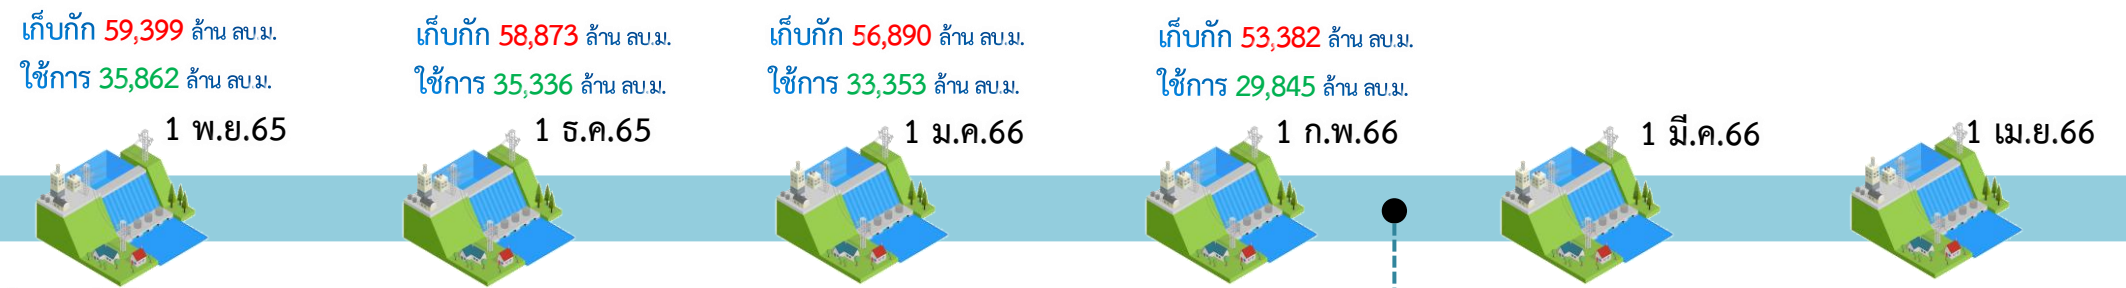 เก็บกัก 59,399 ล้าน ลบ.ม.
ใช้การ 35,862 ล้าน ลบ.ม.
1 พ.ย.65
เก็บกัก 58,873 ล้าน ลบ.ม.
ใช้การ 35,336 ล้าน ลบ.ม.
1 ธ.ค.65
เก็บกัก 56,890 ล้าน ลบ.ม.
ใช้การ 33,353 ล้าน ลบ.ม.
1 ม.ค.66
เก็บกัก 53,382 ล้าน ลบ.ม.
ใช้การ 29,845 ล้าน ลบ.ม.
1 ก.พ.66
1 มี.ค.66
1 เม.ย.66